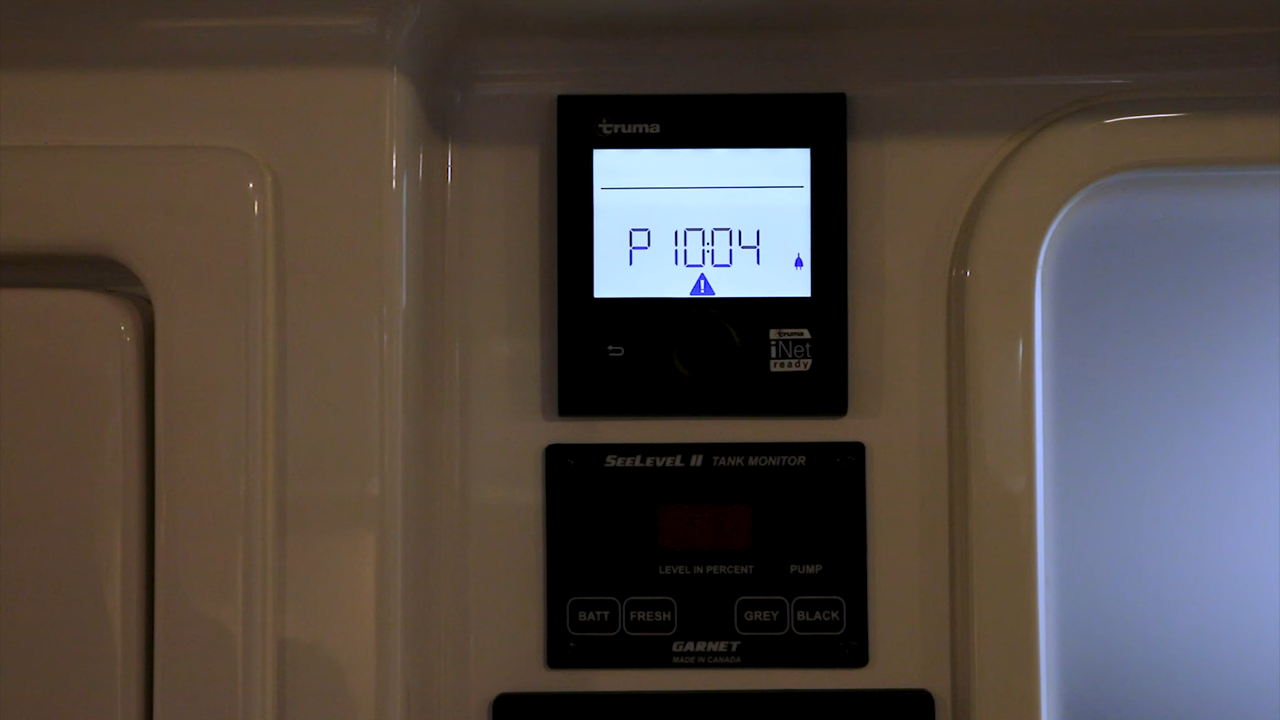 truma
P 10:04
truma
iNet
ready
SEELEVEL II TANK MONITOR
LEVEL IN PERCENT PUMP
BATT FRESH GREY BLACK
GARNET
MADE IN CANADA